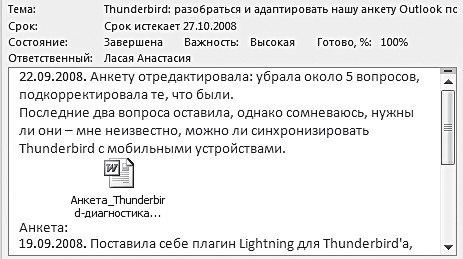 Тема: Thunderbird: разобраться и адаптировать нашу анкету Outlook по
Срок: Срок истекает 27.10.2008
Состояние: Завершена Важность: Высокая Готово, %: 100%
Ответственный: Ласая Анастасия
22.09.2008. Анкету отредактировала: убрала около 5 вопросов,
подкорректировала те, что были.
Последние два вопроса оставила, однако сомневаюсь, нужны
ли они – мне неизвестно, можно ли синхронизировать
Thunderbird с мобильными устройствами.
Анкета_Thunderbir
d-диагностика...
Анкета:
19.09.2008. Поставила себе плагин Lightning для Thunderbird'а,